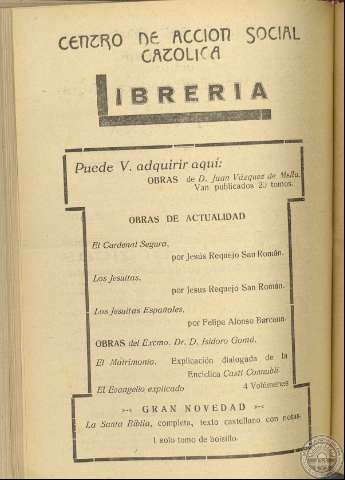 CENTRO DE ACCION SOCIAL
CATOLICA
LIBRERIA
Puede V. adquirir aquí:
OBRAS de D. Juan Vázquez de Mella.
Van publicados 20 tomos.
OBRAS DE ACTUALIDAD
El Cardenal Segura,
por Jesús Requejo San Román.
Los Jesuitas,
por Jesus Requejo San Román.
Los Jesuitas Españoles,
por Felipe Alonso Bárcena.
OBRAS del Excmo. Dr. D. Isidoro Gomá.
El Matrimonio. Explicación dialogada de la
Encíclica Casti Connubii.
El Evangelio explicado 4 Volúmenes
GRAN NOVEDAD
La Santa Biblia, completa, texto castellano con notas.
1 solo tomo de bolsillo.